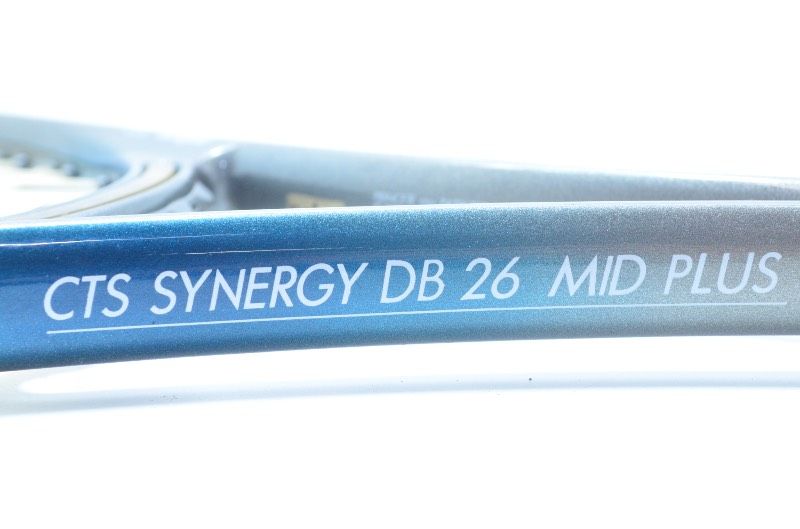 CTS SYNERGY DB 26 MID PLUS